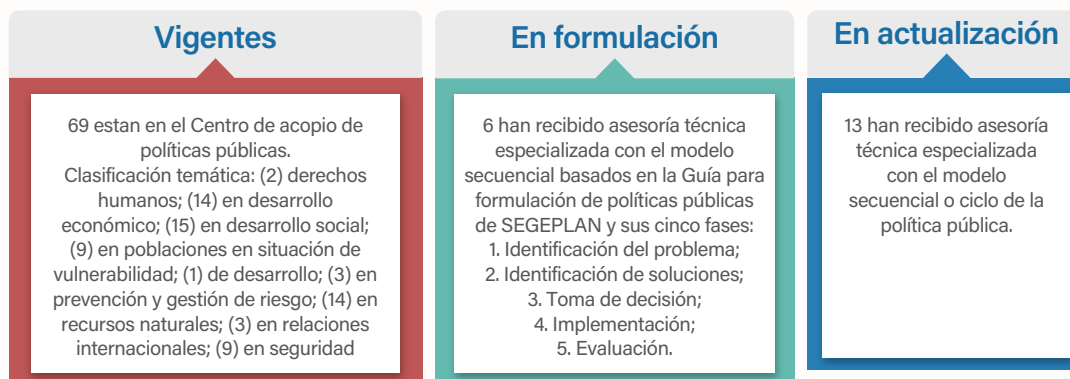 Vigentes
69 estan en el Centro de acopio de
políticas públicas.
Clasificación temática: (2) derechos
humanos; (14) en desarrollo
económico; (15) en desarrollo social;
(9) en poblaciones en situación de
vulnerabilidad; (1) de desarrollo; (3) en
prevención y gestión de riesgo; (14) en
recursos naturales; (3) en relaciones
internacionales; (9) en seguridad
En formulación
6 han recibido asesoría técnica
especializada con el modelo
secuencial basados en la Guía para
formulación de políticas públicas
de SEGEPLAN y sus cinco fases:
1. Identificación del problema;
2. Identificación de soluciones;
3. Toma de decisión;
4. Implementación;
5. Evaluación.
En actualización
13 han recibido asesoría
técnica especializada
con el modelo
secuencial o ciclo de la
política pública.